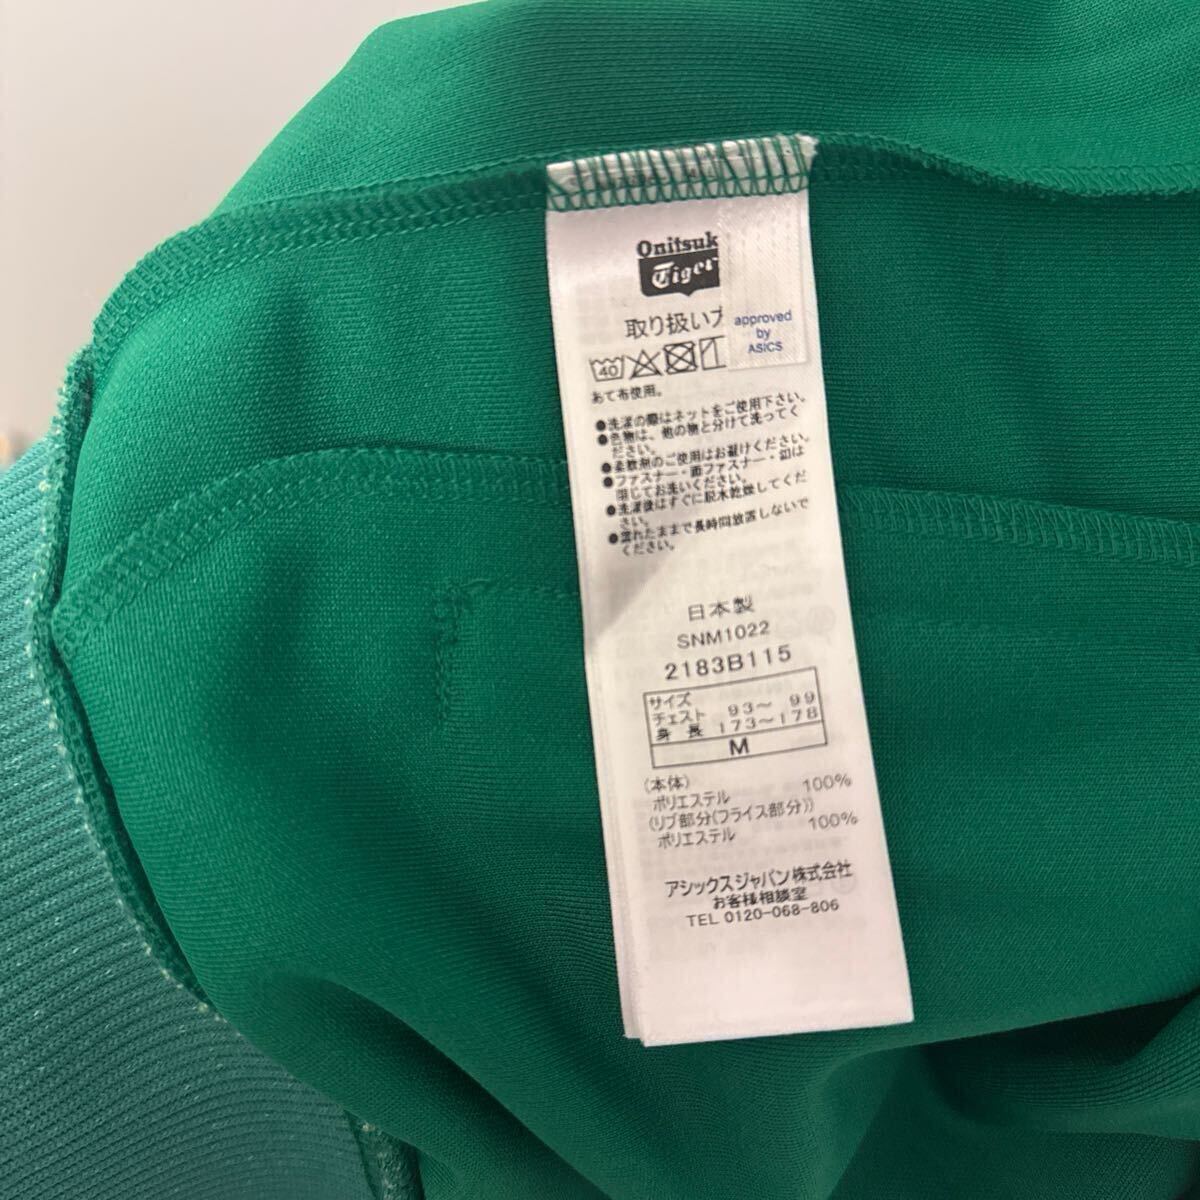 Onitsuk
Tiger
取り扱い
approved
by
ASICS
40
あて布使用。
●洗濯の際はネットをご使用下さい。
●色物は、他の物と分けて洗ってく
ださい。
●柔軟剤のご使用はお避けください。
●ファスナー・面ファスナー・釦は
閉じてお洗いください。
●洗濯後はすぐに脱水乾燥してくだ
さい。
●濡れたままで長時間放置しないで
ください。
日本製
SNM1022
2183B115
サイズ
チェスト 93～ 99
身 長 173～178
M
(本体)
ポリエステル 100%
(リブ部分(フライス部分))
ポリエステル 100%
アシックスジャパン株式会社
お客様相談室
TEL 0120-068-806